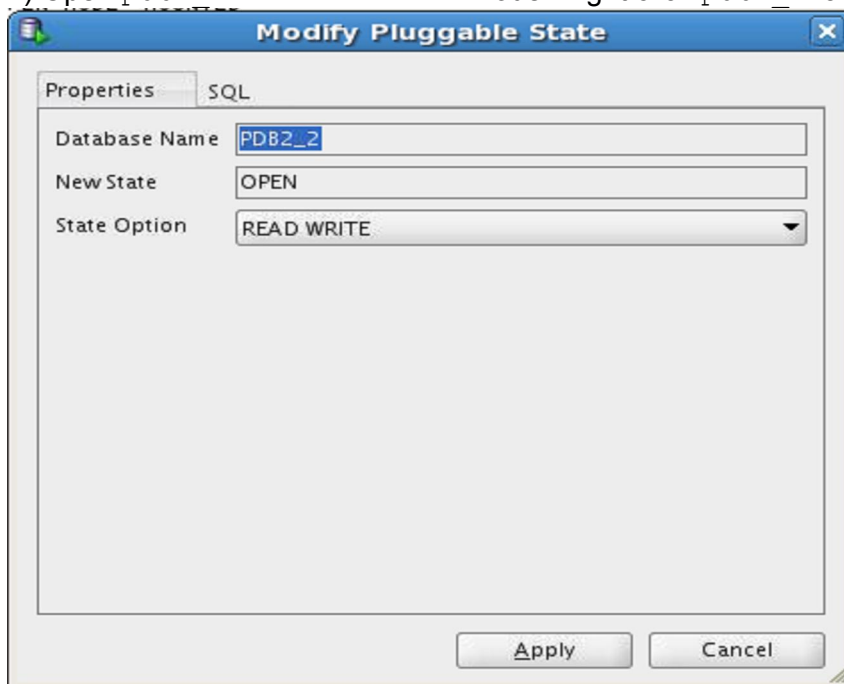 Modify Pluggable State
Properties
SQL
Database Name PDB2_2
New State OPEN
State Option READ WRITE
Apply
Cancel